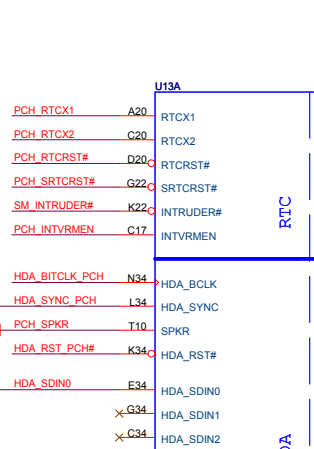 U13A
PCH_RTCX1 A20 RTCX1
PCH_RTCX2 C20 RTCX2
PCH_RTCRST# D20 RTCRST#
PCH_SRTCRST# G22 SRTCRST#
SM_INTRUDER# K22 INTRUDER#
PCH_INTVRMEN C17 INTVRMEN
RTC
HDA_BITCLK_PCH N34 HDA_BCLK
HDA_SYNC_PCH L34 HDA_SYNC
PCH_SPKR T10 SPKR
HDA_RST_PCH# K34 HDA_RST#
HDA_SDIN0 E34 HDA_SDIN0
G34 HDA_SDIN1
C34 HDA_SDIN2